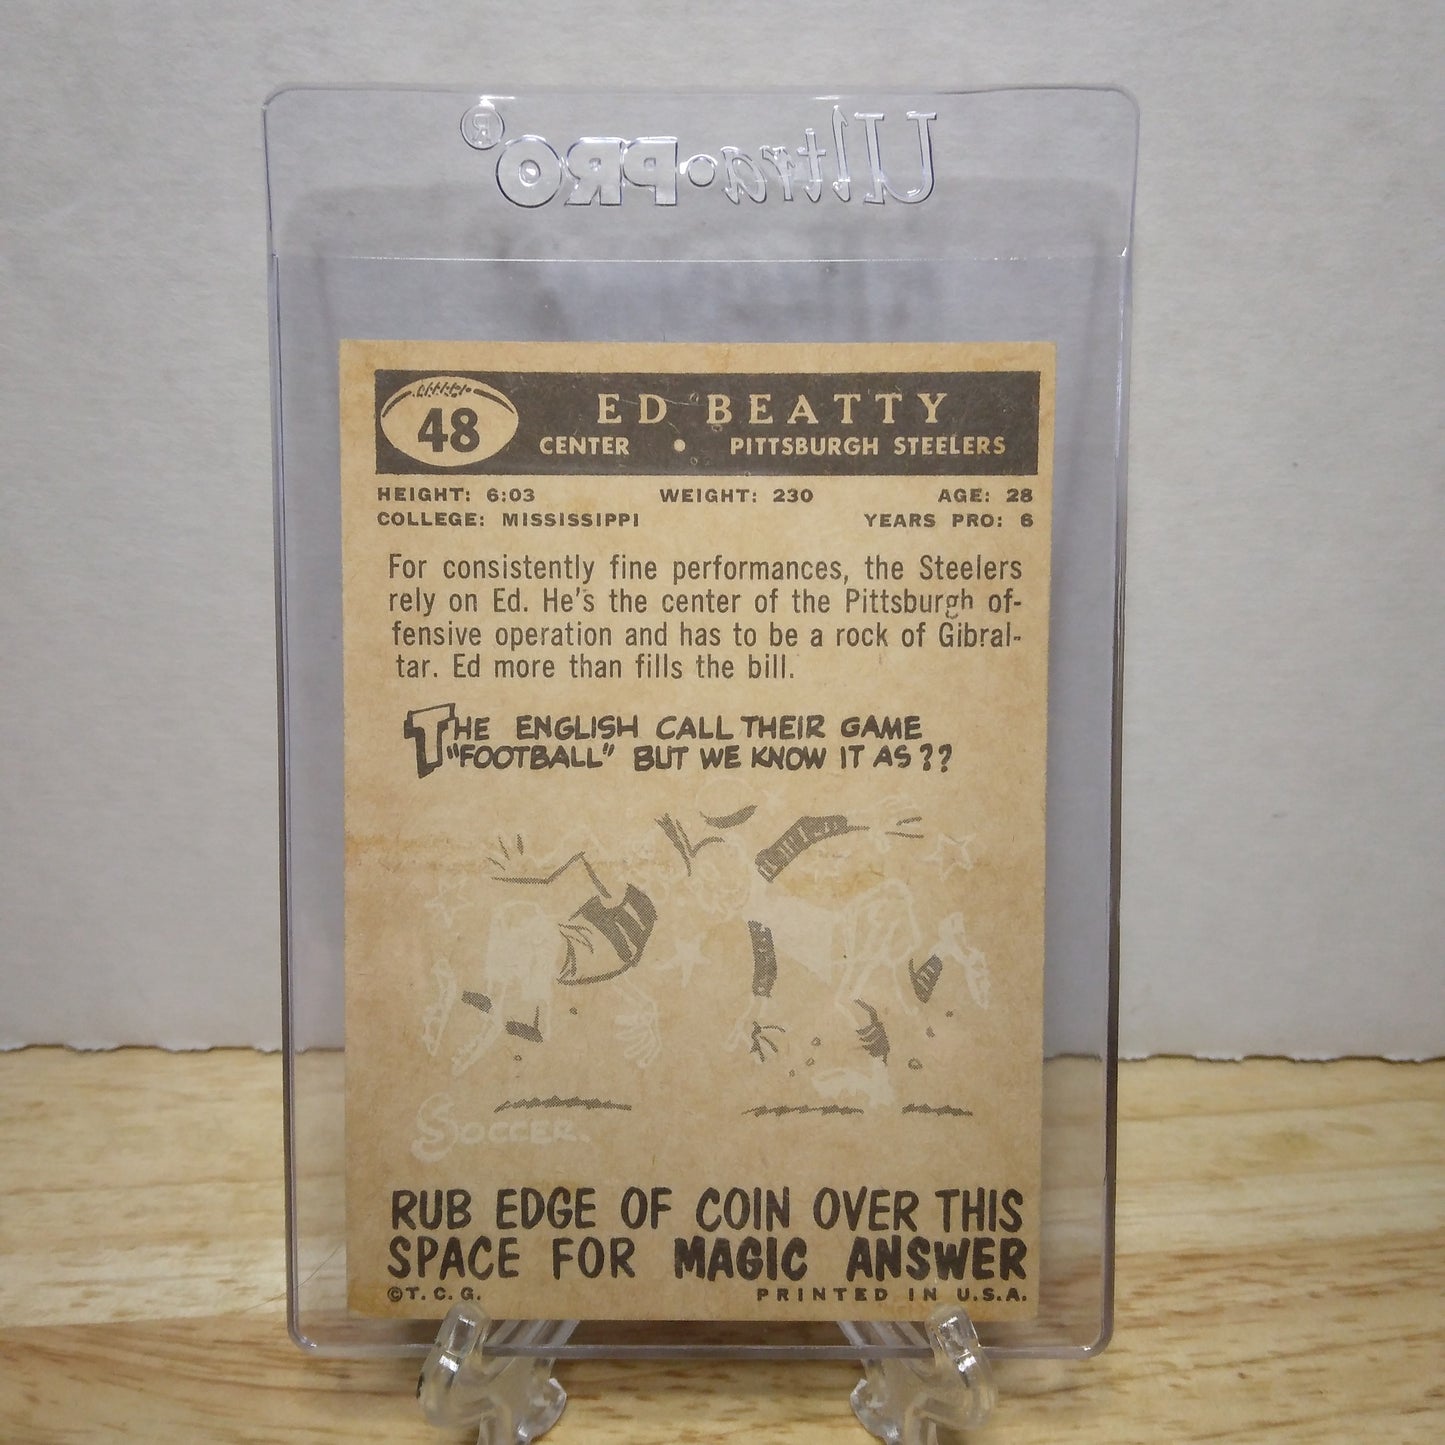 Ultra·PRO®
48
ED BEATTY
CENTER • PITTSBURGH STEELERS
HEIGHT: 6:03 WEIGHT: 230 AGE: 28
COLLEGE: MISSISSIPPI YEARS PRO: 6
For consistently fine performances, the Steelers
rely on Ed. He's the center of the Pittsburgh of-
fensive operation and has to be a rock of Gibral-
tar. Ed more than fills the bill.
THE ENGLISH CALL THEIR GAME
"FOOTBALL" BUT WE KNOW IT AS??
SOCCER.
RUB EDGE OF COIN OVER THIS
SPACE FOR MAGIC ANSWER
©T.C.G. PRINTED IN U.S.A.